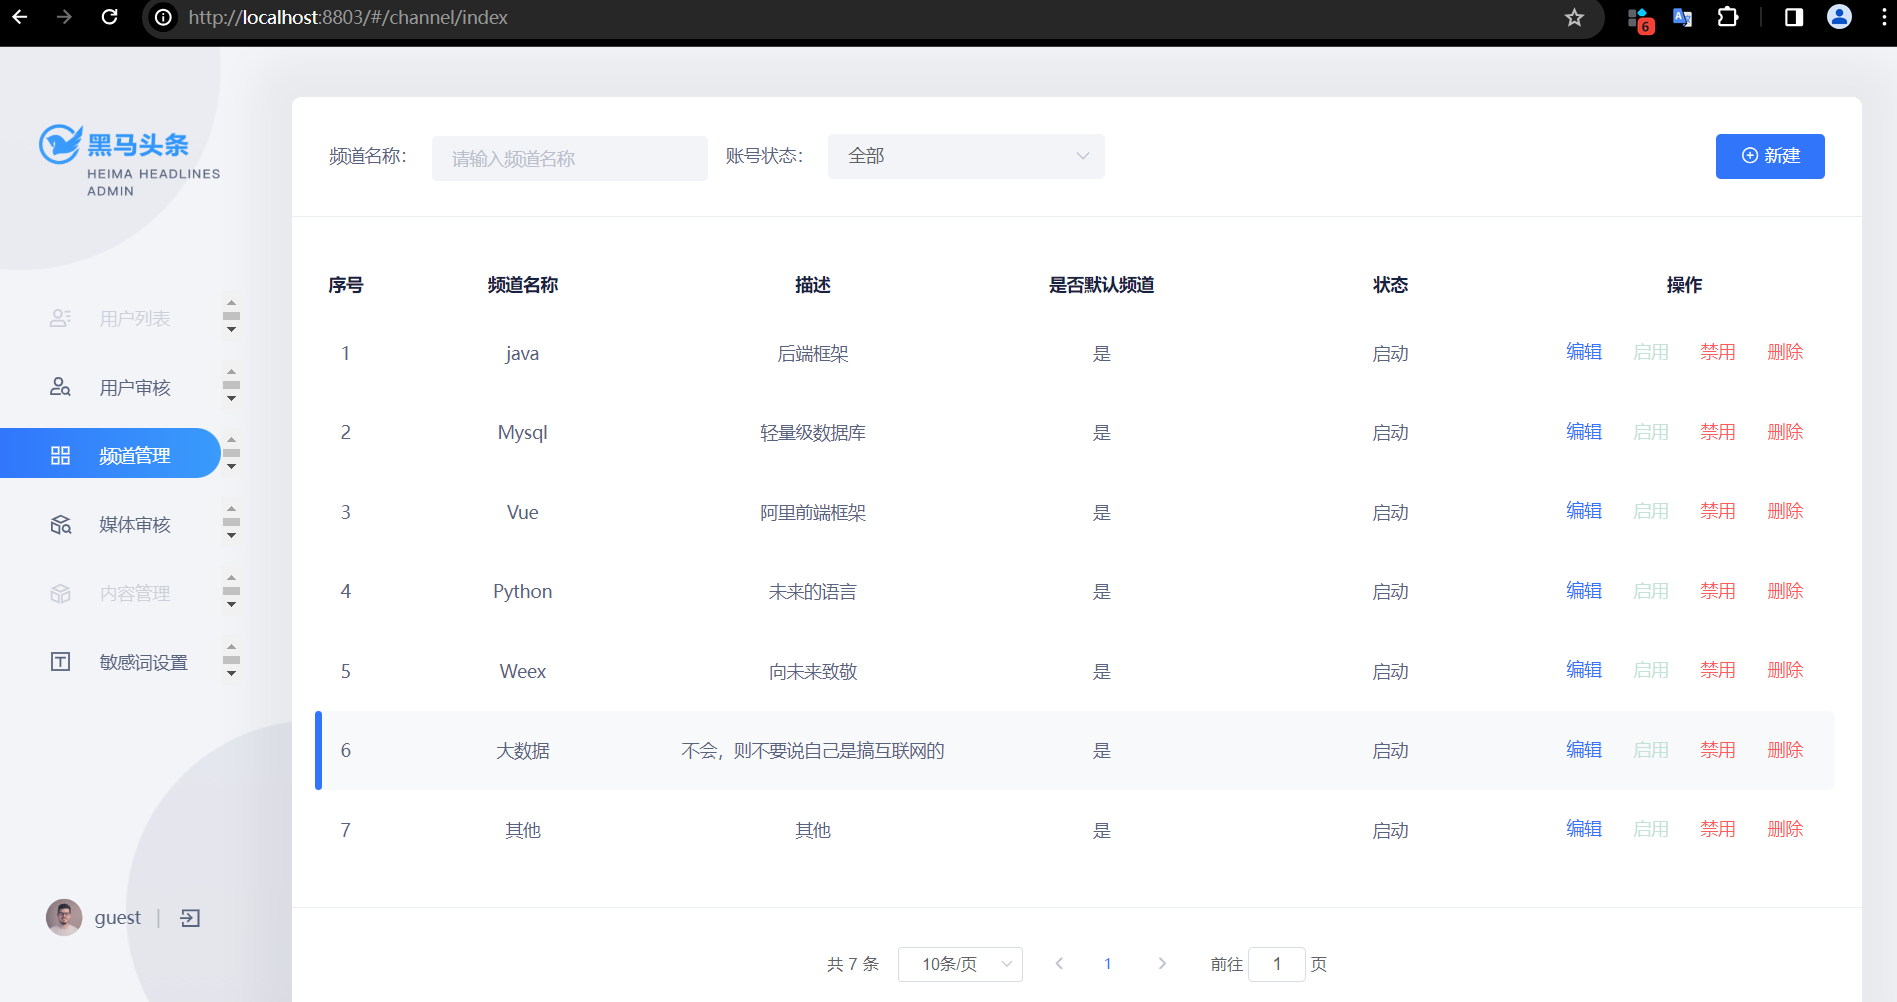 http://localhost:8803/#/channel/index
6
黑马头条
HEIMA HEADLINES
ADMIN
用户列表
用户审核
频道管理
媒体审核
内容管理
敏感词设置
guest |
频道名称： 请输入频道名称 账号状态： 全部 新建
序号 频道名称 描述 是否默认频道 状态 操作
1 java 后端框架 是 启动 编辑 启用 禁用 删除
2 Mysql 轻量级数据库 是 启动 编辑 启用 禁用 删除
3 Vue 阿里前端框架 是 启动 编辑 启用 禁用 删除
4 Python 未来的语言 是 启动 编辑 启用 禁用 删除
5 Weex 向未来致敬 是 启动 编辑 启用 禁用 删除
6 大数据 不会，则不要说自己是搞互联网的 是 启动 编辑 启用 禁用 删除
7 其他 其他 是 启动 编辑 启用 禁用 删除
共 7 条 10条/页 1 前往 1 页